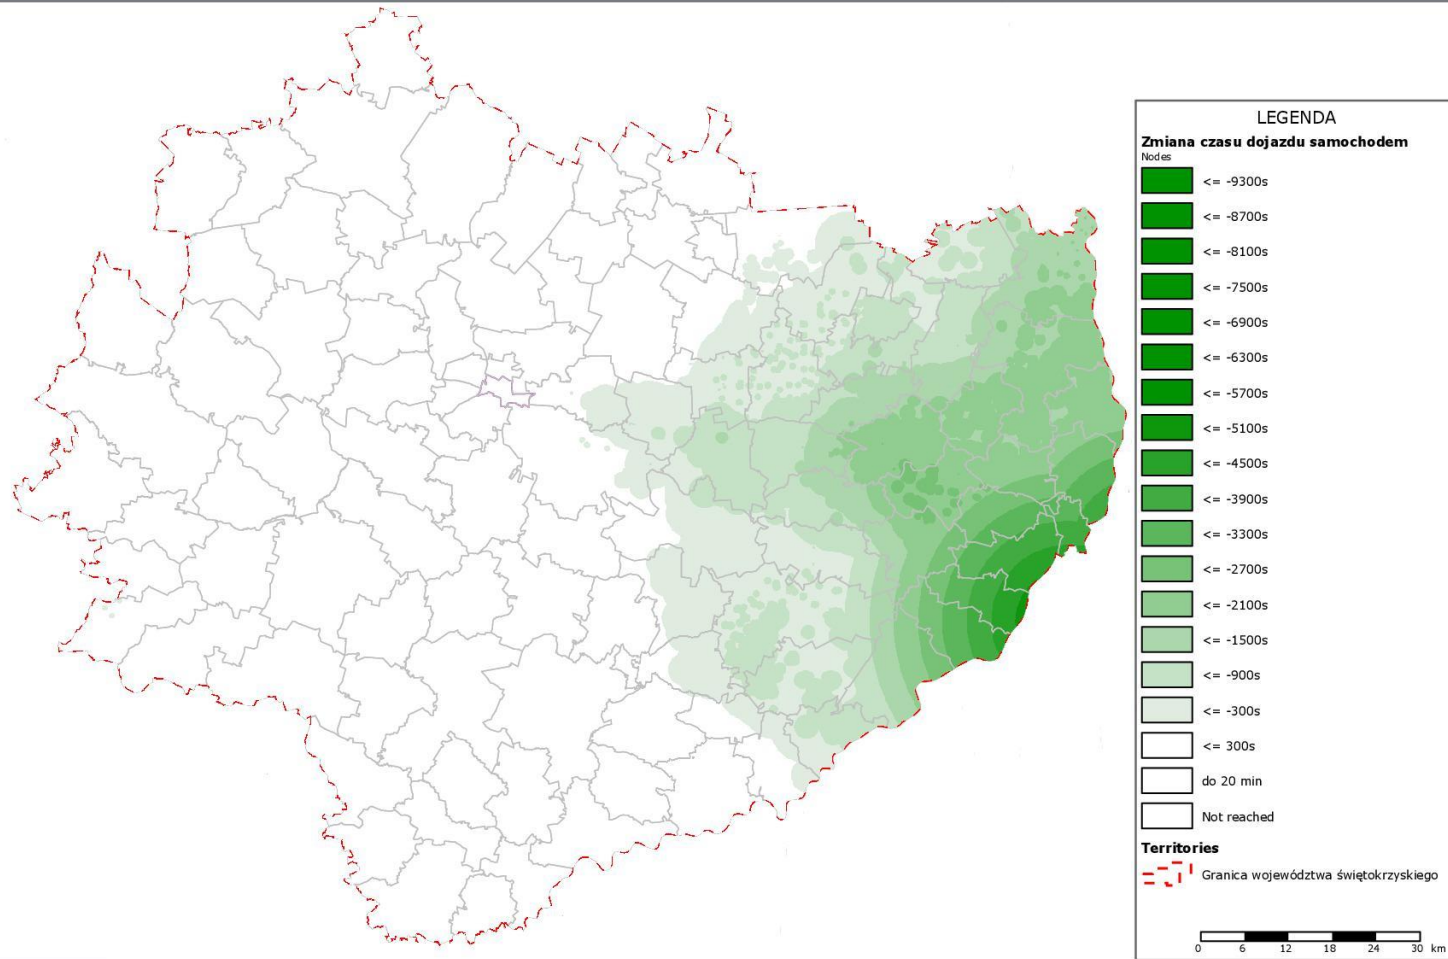 LEGENDA
Zmiana czasu dojazdu samochodem
Nodes
<= -9300s
<= -8700s
<= -8100s
<= -7500s
<= -6900s
<= -6300s
<= -5700s
<= -5100s
<= -4500s
<= -3900s
<= -3300s
<= -2700s
<= -2100s
<= -1500s
<= -900s
<= -300s
<= 300s
do 20 min
Not reached
Territories
Granica województwa świętokrzyskiego
0 6 12 18 24 30 km